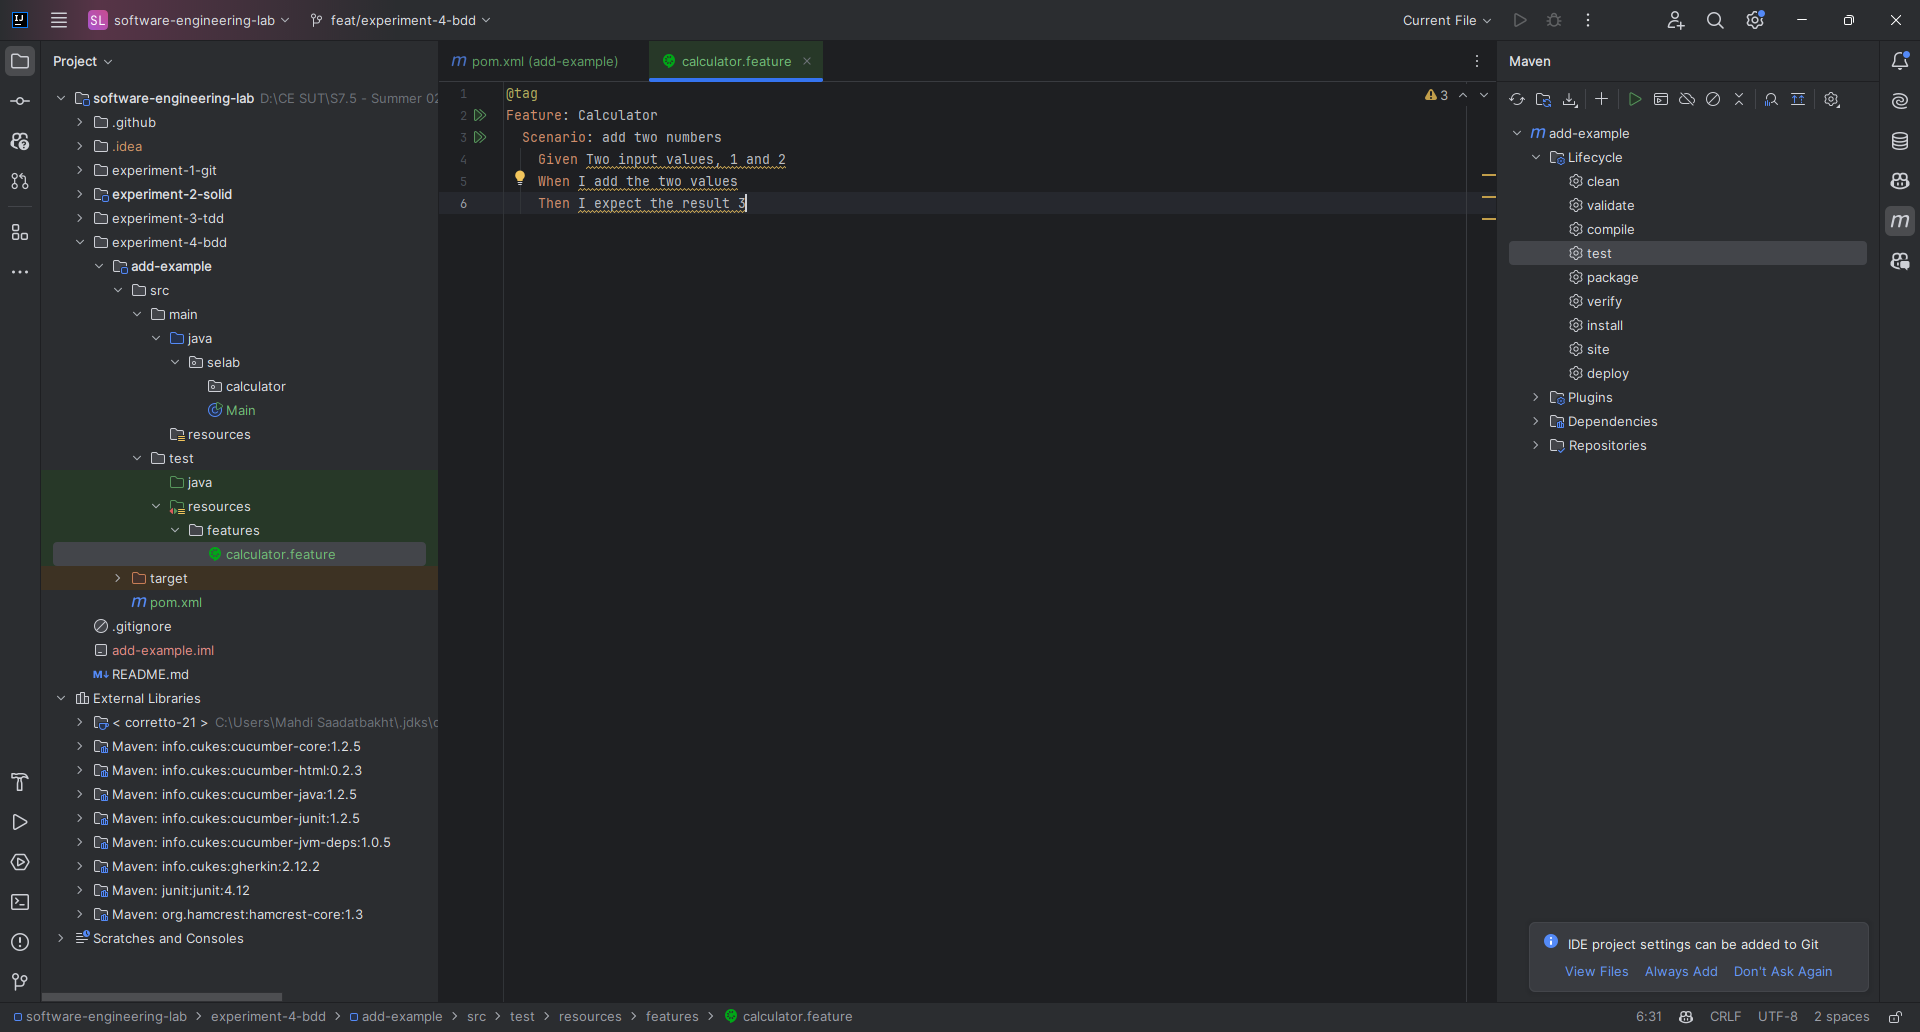 SL software-engineering-lab feat/experiment-4-bdd Current File
Project
pom.xml (add-example) calculator.feature
Maven
software-engineering-lab D:\CE SUT\S7.5 - Summer 02
.github
.idea
experiment-1-git
experiment-2-solid
experiment-3-tdd
experiment-4-bdd
add-example
src
main
java
selab
calculator
Main
resources
test
java
resources
features
calculator.feature
target
pom.xml
.gitignore
add-example.iml
README.md
External Libraries
< corretto-21 > C:\Users\Mahdi Saadatbakht\.jdks\c
Maven: info.cukes:cucumber-core:1.2.5
Maven: info.cukes:cucumber-html:0.2.3
Maven: info.cukes:cucumber-java:1.2.5
Maven: info.cukes:cucumber-junit:1.2.5
Maven: info.cukes:cucumber-jvm-deps:1.0.5
Maven: info.cukes:gherkin:2.12.2
Maven: junit:junit:4.12
Maven: org.hamcrest:hamcrest-core:1.3
Scratches and Consoles
1 @tag
2 Feature: Calculator
3 Scenario: add two numbers
4 Given Two input values, 1 and 2
5 When I add the two values
6 Then I expect the result 3
3
add-example
Lifecycle
clean
validate
compile
test
package
verify
install
site
deploy
Plugins
Dependencies
Repositories
IDE project settings can be added to Git
View Files Always Add Don't Ask Again
software-engineering-lab > experiment-4-bdd > add-example > src > test > resources > features > calculator.feature
6:31 CRLF UTF-8 2 spaces